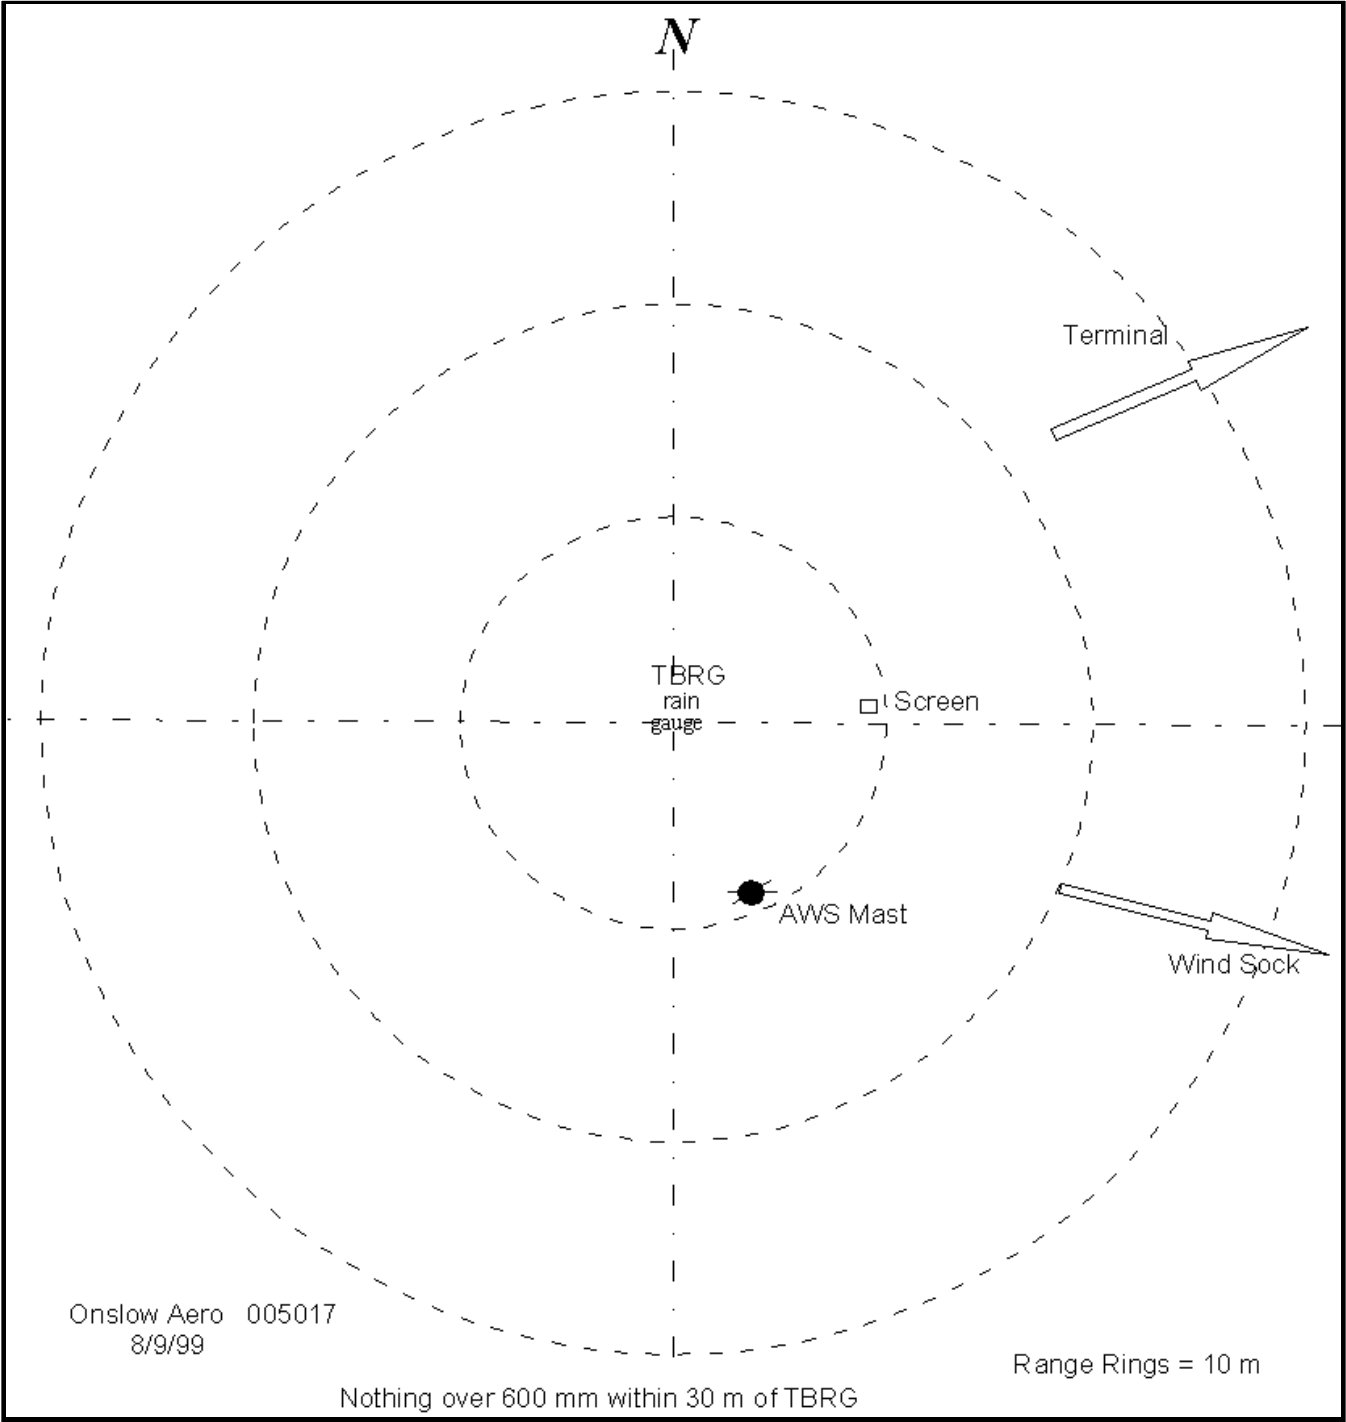 N
Terminal
TBRG
rain
gauge
Screen
AWS Mast
Wind Sock
Onslow Aero 005017
8/9/99
Range Rings = 10 m
Nothing over 600 mm within 30 m of TBRG